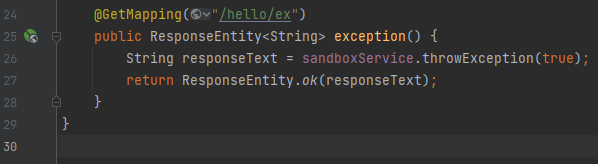 24 @GetMapping("/hello/ex")
25 public ResponseEntity<String> exception() {
26 String responseText = sandboxService.throwException(true);
27 return ResponseEntity.ok(responseText);
28 }
29 }
30